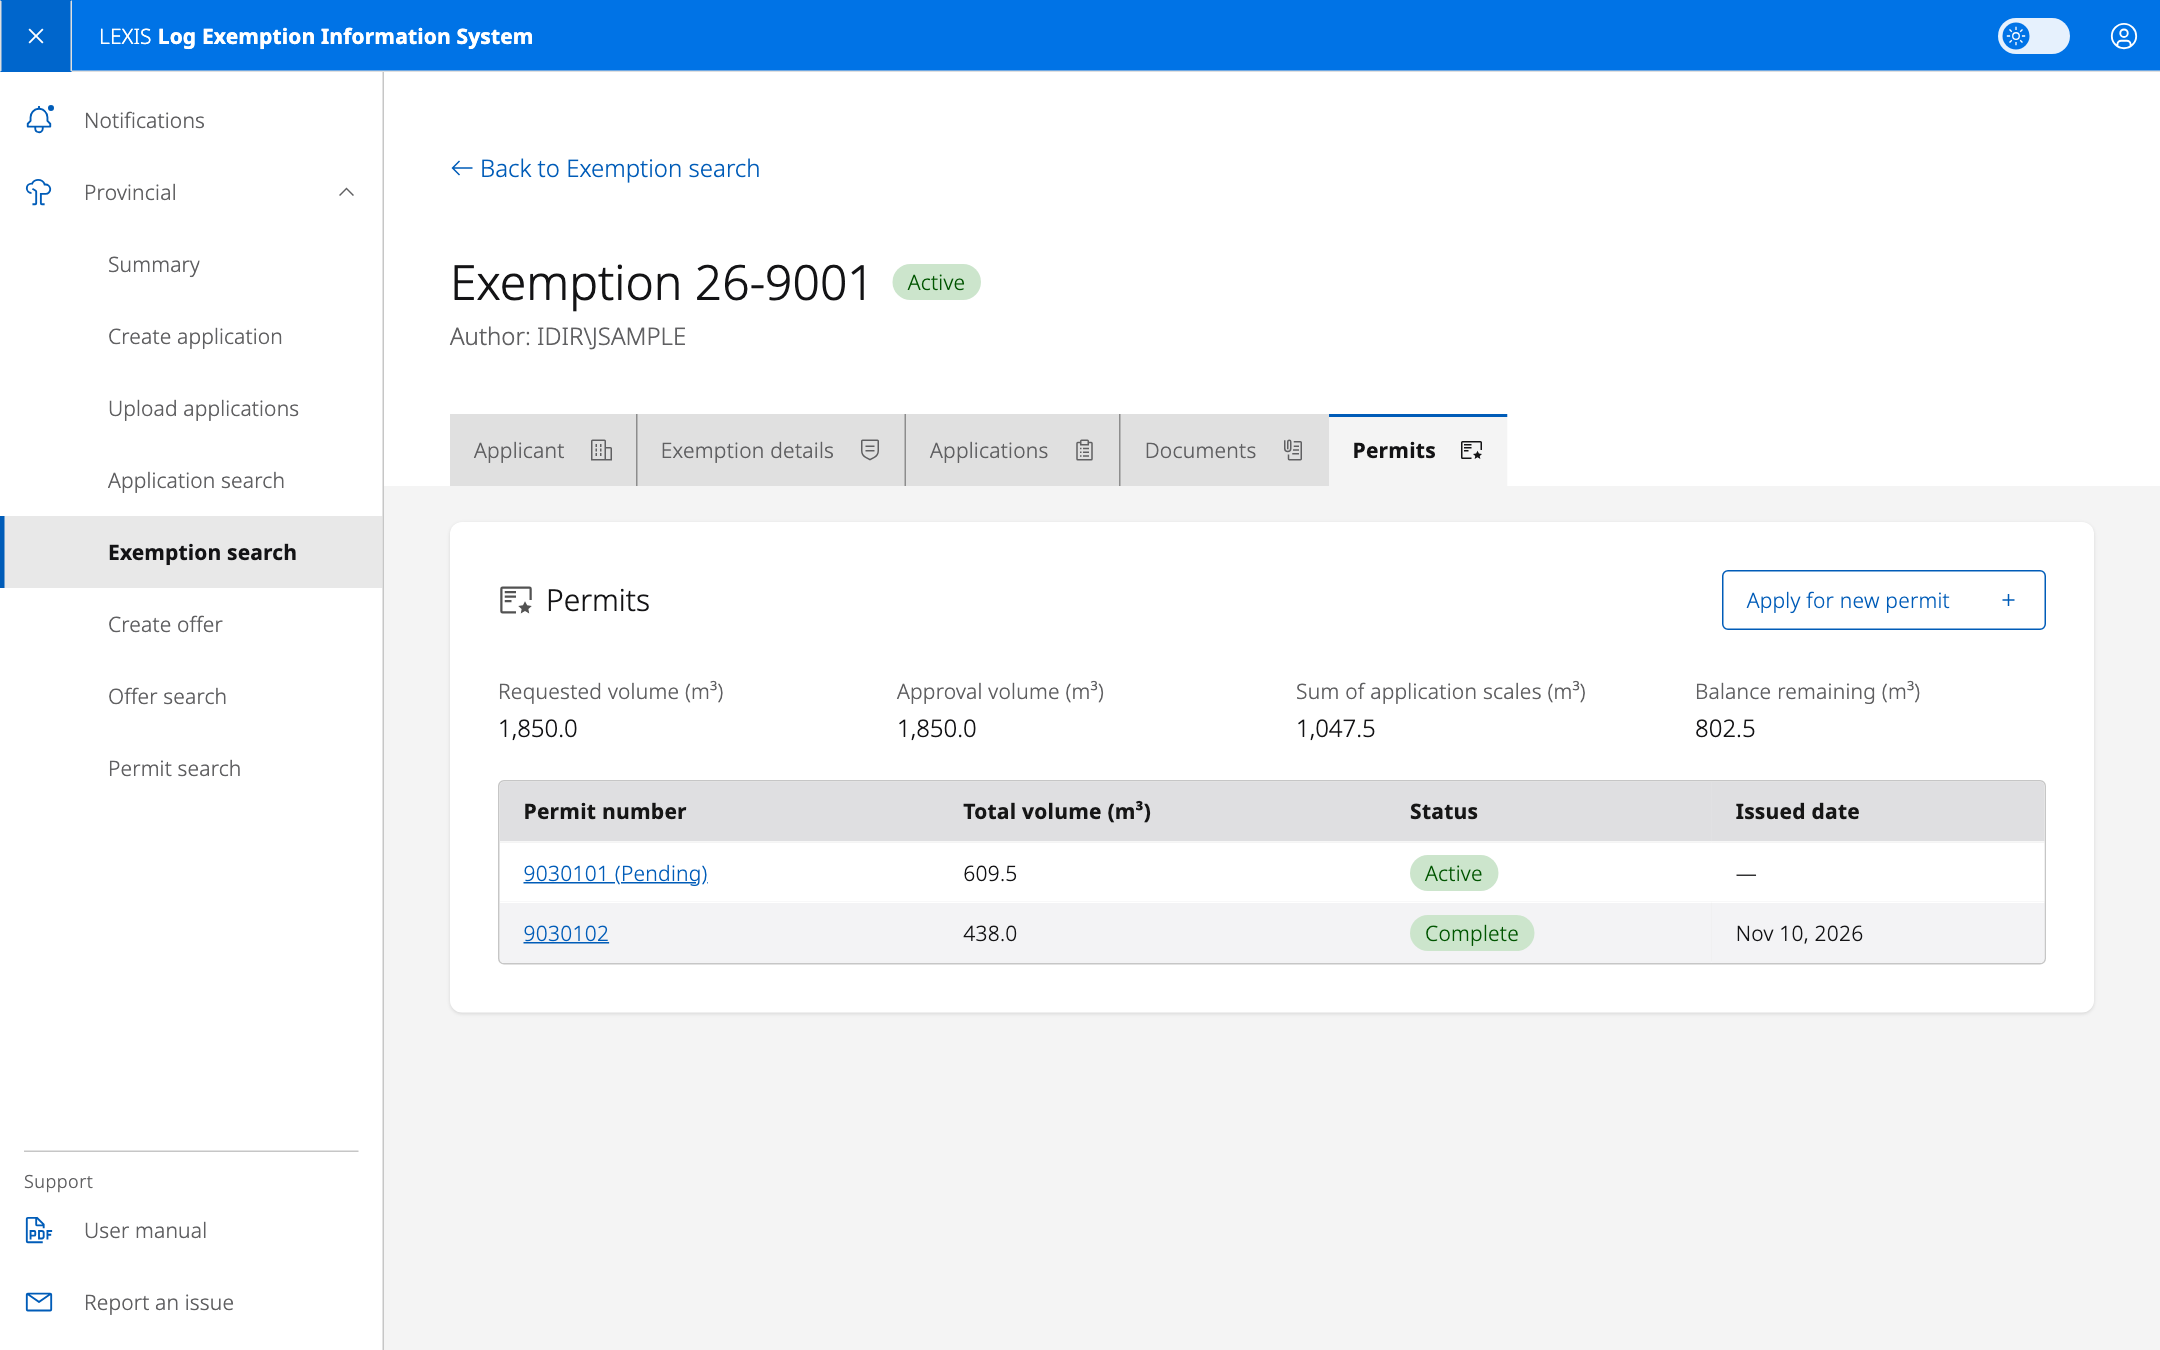 LEXIS Log Exemption Information System
Notifications
Provincial
Summary
Create application
Upload applications
Application search
Exemption search
Create offer
Offer search
Permit search
Support
PDF
User manual
Report an issue
← Back to Exemption search
Exemption 26-9001 Active
Author: IDIR\JSAMPLE
Applicant Exemption details Applications Documents Permits
Permits Apply for new permit +
Requested volume (m³) Approval volume (m³) Sum of application scales (m³) Balance remaining (m³)
1,850.0 1,850.0 1,047.5 802.5
Permit number Total volume (m³) Status Issued date
9030101 (Pending) 609.5 Active —
9030102 438.0 Complete Nov 10, 2026